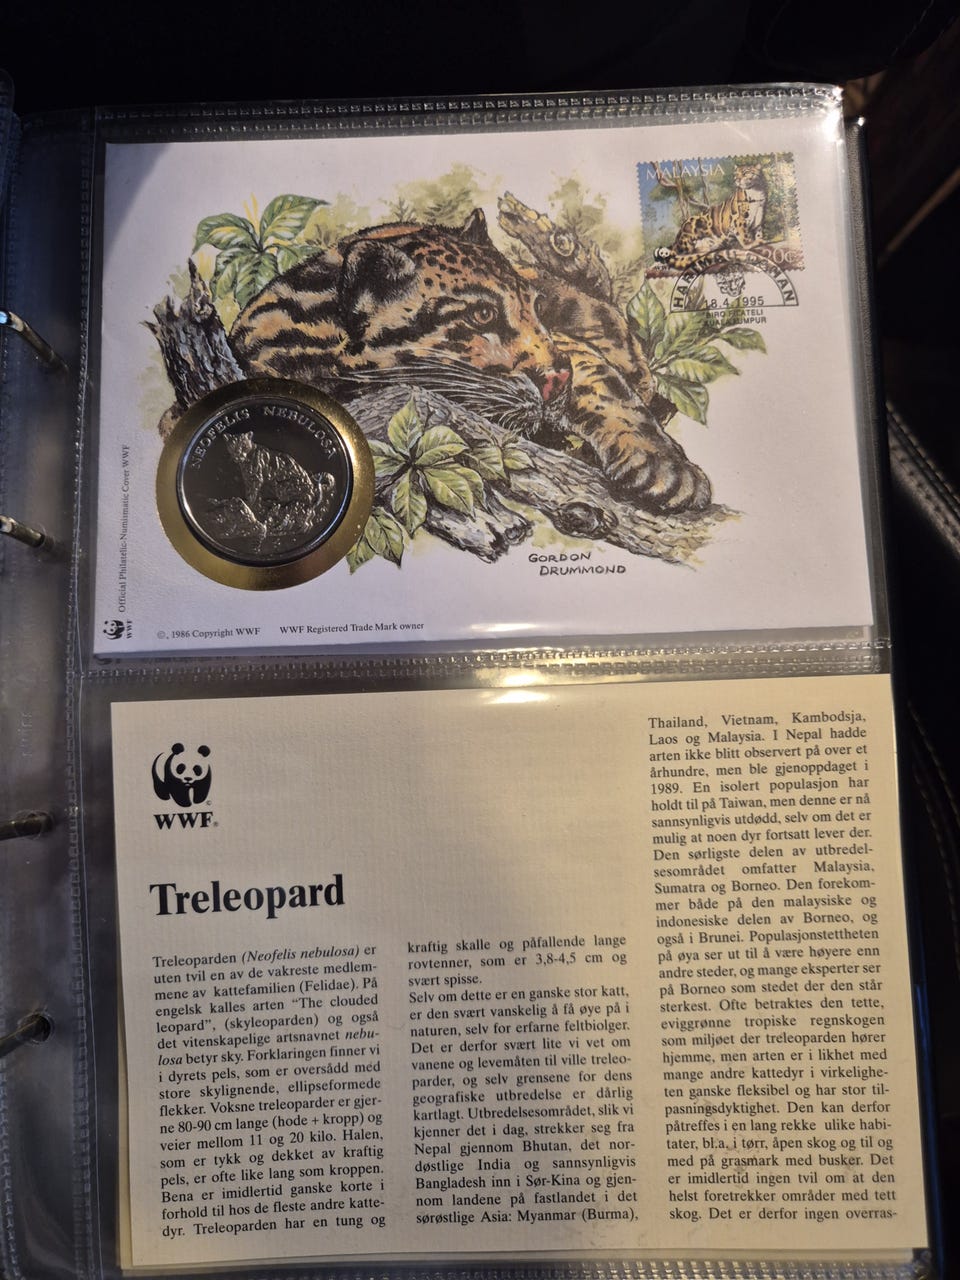 MALAYSIA
20c
HARIMAU DAHAN
18.4.1995
BIRO FILATELI
KUALA LUMPUR
NEOFELIS NEBULOSA
GORDON
DRUMMOND
Official Philatelic-Numismatic Cover WWF
WWF
©, 1986 Copyright WWF WWF Registered Trade Mark owner
©
WWF®
Treleopard
Treleoparden (Neofelis nebulosa) er
uten tvil en av de vakreste medlem-
mene av kattefamilien (Felidae). På
engelsk kalles arten “The clouded
leopard”, (skyleoparden) og også
det vitenskapelige artsnavnet nebu-
losa betyr sky. Forklaringen finner vi
i dyrets pels, som er oversådd med
store skylignende, ellipseformede
flekker. Voksne treleoparder er gjer-
ne 80-90 cm lange (hode + kropp) og
veier mellom 11 og 20 kilo. Halen,
som er tykk og dekket av kraftig
pels, er ofte like lang som kroppen.
Bena er imidlertid ganske korte i
forhold til hos de fleste andre katte-
dyr. Treleoparden har en tung og
kraftig skalle og påfallende lange
rovtenner, som er 3,8-4,5 cm og
svært spisse.
Selv om dette er en ganske stor katt,
er den svært vanskelig å få øye på i
naturen, selv for erfarne feltbiolger.
Det er derfor svært lite vi vet om
vanene og levemåten til ville treleo-
parder, og selv grensene for dens
geografiske utbredelse er dårlig
kartlagt. Utbredelsesområdet, slik vi
kjenner det i dag, strekker seg fra
Nepal gjennom Bhutan, det nor-
døstlige India og sannsynligvis
Bangladesh inn i Sør-Kina og gjen-
nom landene på fastlandet i det
sørøstlige Asia: Myanmar (Burma),
Thailand, Vietnam, Kambodsja,
Laos og Malaysia. I Nepal hadde
arten ikke blitt observert på over et
århundre, men ble gjenoppdaget i
1989. En isolert populasjon har
holdt til på Taiwan, men denne er nå
sannsynligvis utdødd, selv om det er
mulig at noen dyr fortsatt lever der.
Den sørligste delen av utbredel-
sesområdet omfatter Malaysia,
Sumatra og Borneo. Den forekom-
mer både på den malaysiske og
indonesiske delen av Borneo, og
også i Brunei. Populasjonstettheten
på øya ser ut til å være høyere enn
andre steder, og mange eksperter ser
på Borneo som stedet der den står
sterkest. Ofte betraktes den tette,
eviggrønne tropiske regnskogen
som miljøet der treleoparden hører
hjemme, men arten er i likhet med
mange andre kattedyr i virkelighe-
ten ganske fleksibel og har stor til-
pasningsdyktighet. Den kan derfor
påtreffes i en lang rekke ulike habi-
tater, bl.a. i tørr, åpen skog og til og
med på grasmark med busker. Det
er imidlertid ingen tvil om at den
helst foretrekker områder med tett
skog. Det er derfor ingen overras-